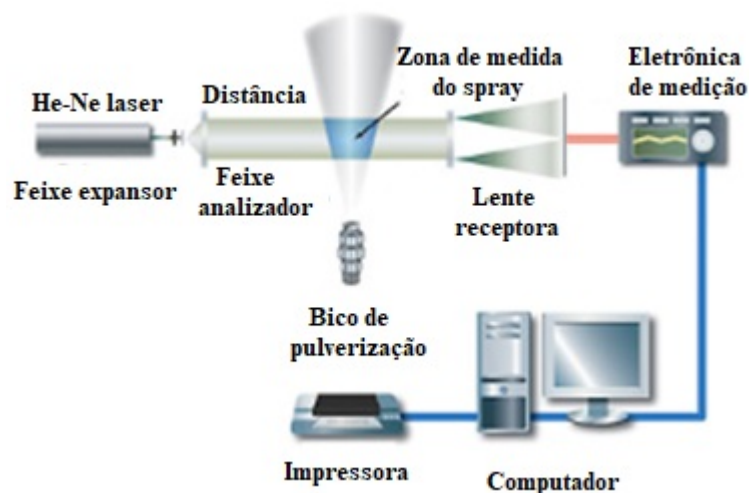 Zona de medida
do spray
Eletrônica
de medição
He-Ne laser
Distância
Feixe expansor
Feixe
analizador
Lente
receptora
Bico de
pulverização
Impressora
Computador